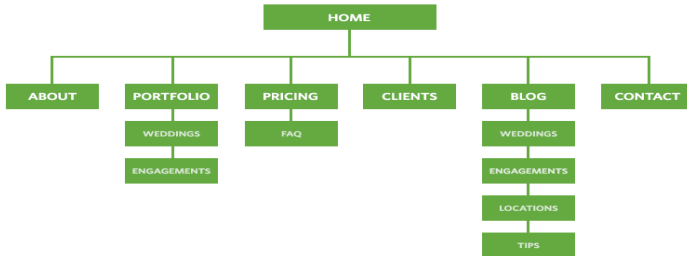 HOME
ABOUT PORTFOLIO PRICING CLIENTS BLOG CONTACT
WEDDINGS FAQ WEDDINGS
ENGAGEMENTS ENGAGEMENTS
LOCATIONS
TIPS